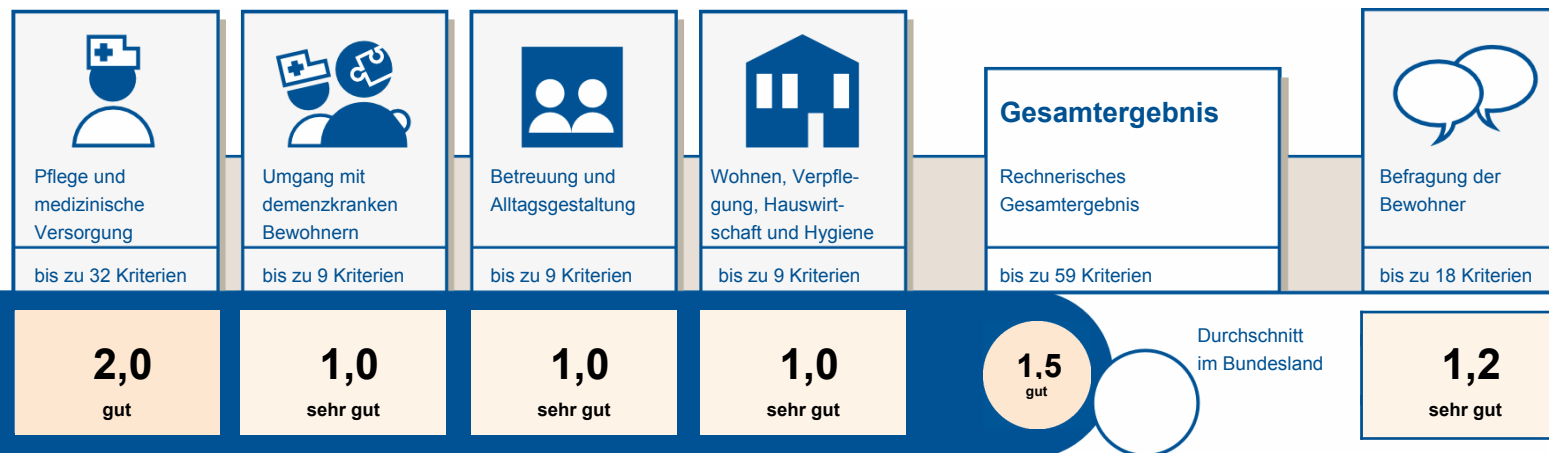 Pflege und
medizinische
Versorgung
bis zu 32 Kriterien
2,0
gut
Umgang mit
demenzkranken
Bewohnern
bis zu 9 Kriterien
1,0
sehr gut
Betreuung und
Alltagsgestaltung
bis zu 9 Kriterien
1,0
sehr gut
Wohnen, Verpfle-
gung, Hauswirt-
schaft und Hygiene
bis zu 9 Kriterien
1,0
sehr gut
Gesamtergebnis
Rechnerisches
Gesamtergebnis
bis zu 59 Kriterien
1,5
gut
Durchschnitt
im Bundesland
Befragung der
Bewohner
bis zu 18 Kriterien
1,2
sehr gut